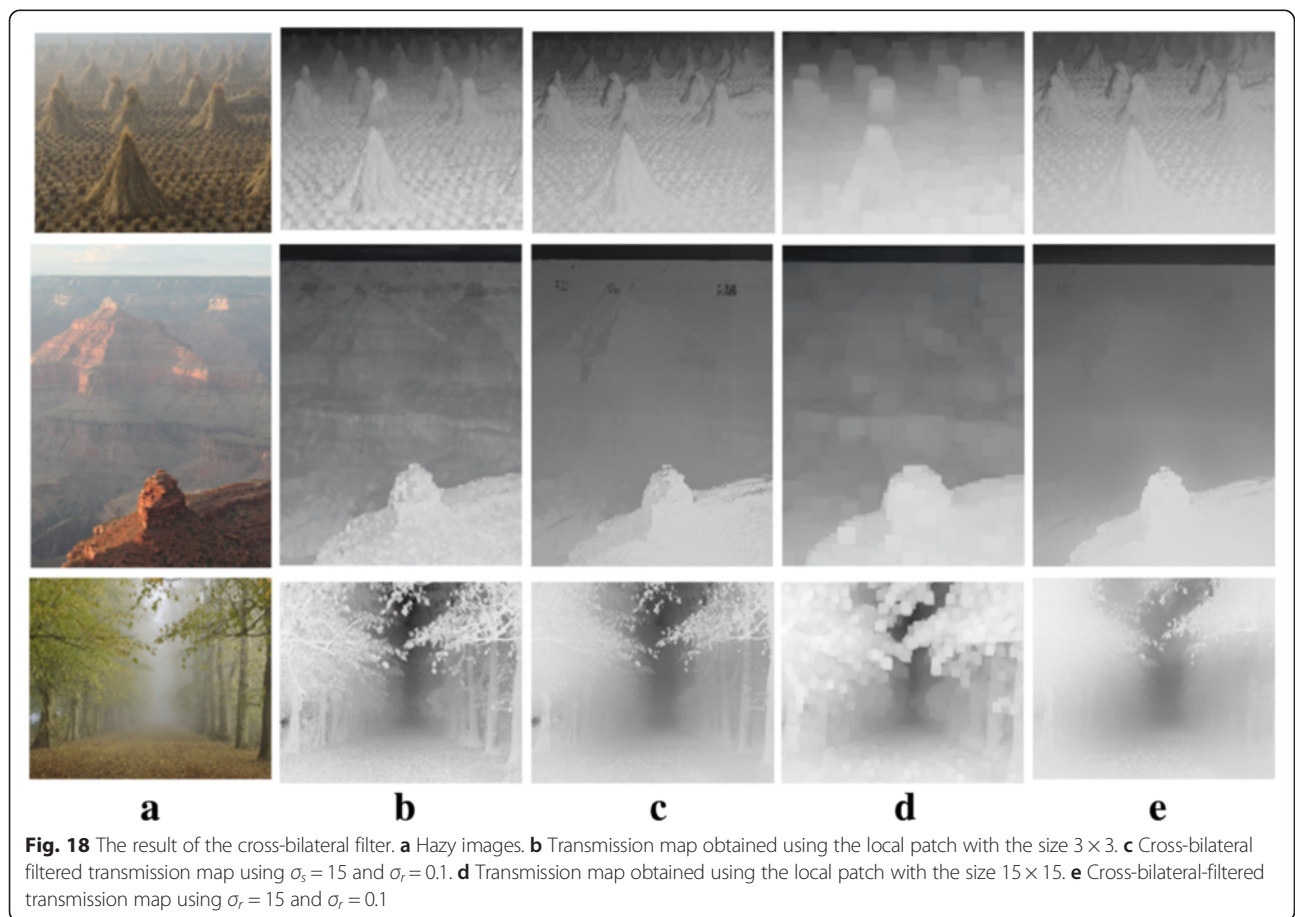 a b c d e
Fig. 18 The result of the cross-bilateral filter. a Hazy images. b Transmission map obtained using the local patch with the size 3 × 3. c Cross-bilateral
filtered transmission map using σs = 15 and σr = 0.1. d Transmission map obtained using the local patch with the size 15 × 15. e Cross-bilateral-filtered
transmission map using σr = 15 and σr = 0.1